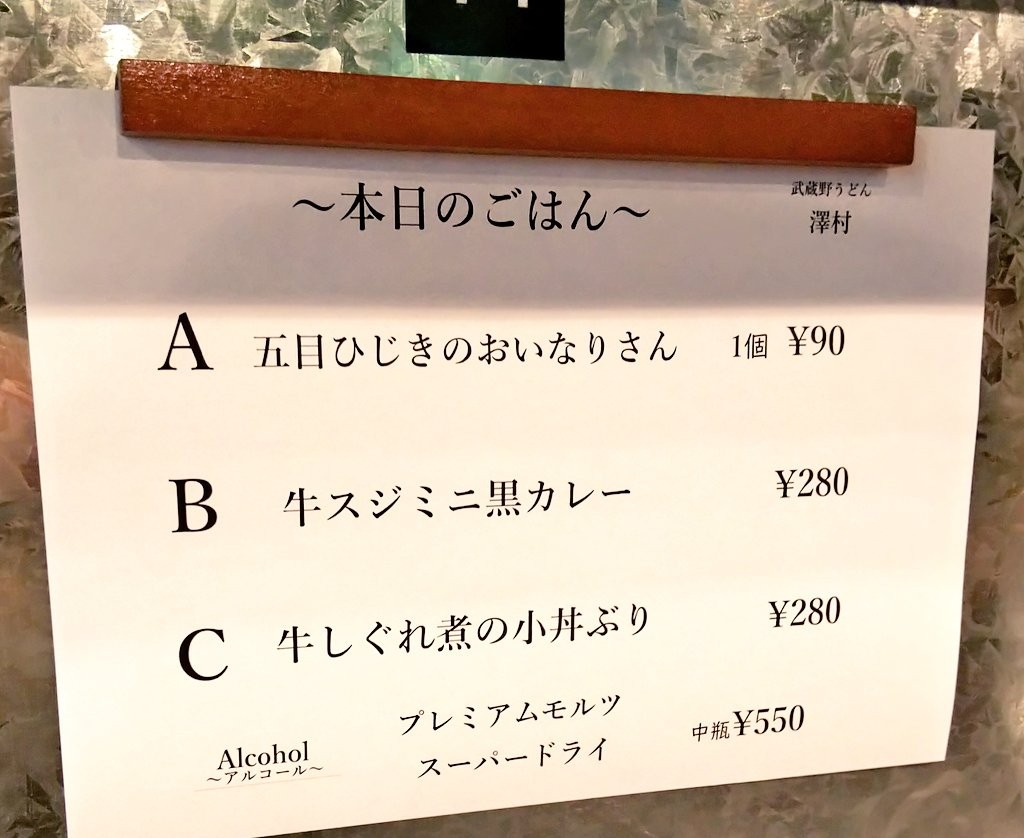 ～本日のごはん～
武蔵野うどん
澤村
A 五目ひじきのおいなりさん 1個 ¥90
B 牛スジミニ黒カレー ¥280
C 牛しぐれ煮の小丼ぶり ¥280
Alcohol
～アルコール～
プレミアムモルツ
スーパードライ
中瓶¥550